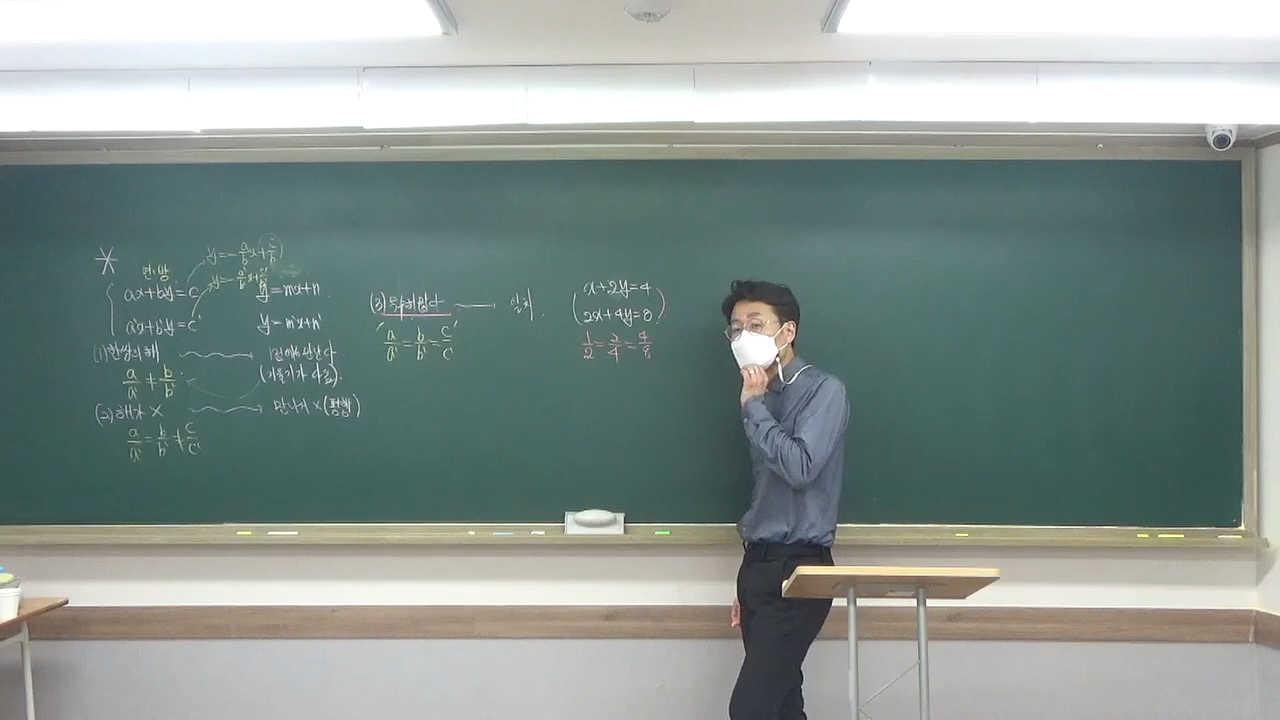 y=-a/b x+c/b
연 방
y=-a'/b' x+c'/b'
ax+by=c
y=mx+n
a'x+b'y=c'
y=m'x+n'
(1) 한쌍의 해
1점에서 만난다
(기울기가 다름).
a/a' ≠ b/b'
(2) 해가 X
만나지 X (평행)
a/a' = b/b' ≠ c/c'
(3) 무수히많다
일치.
a/a' = b/b' = c/c'
x+2y=4
2x+4y=8
1/2 = 2/4 = 4/8